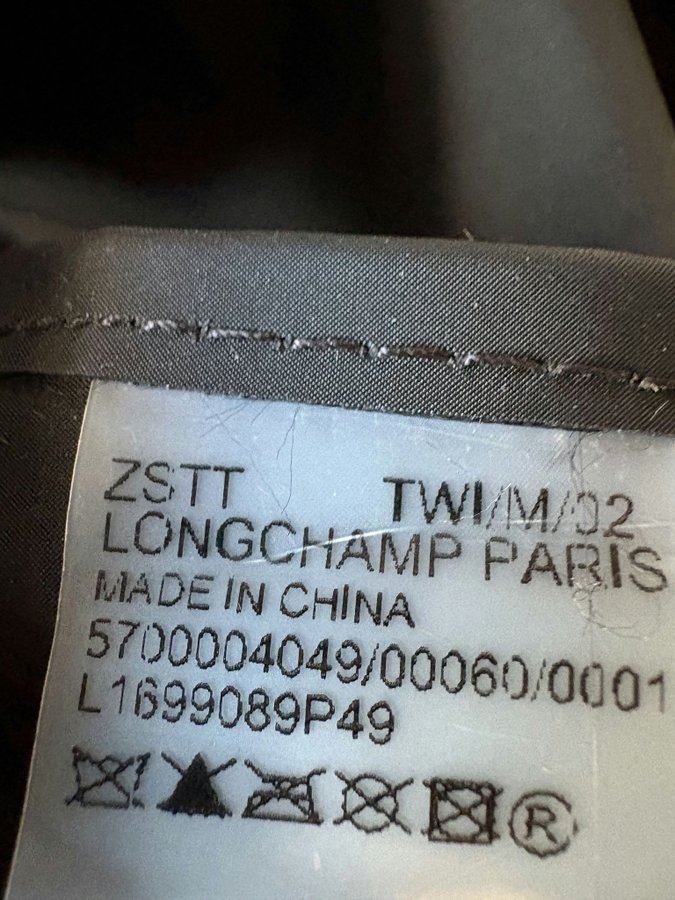 ZSTT TWI/M/02
LONGCHAMP PARIS
MADE IN CHINA
5700004049/00060/0001
L1699089P49
®